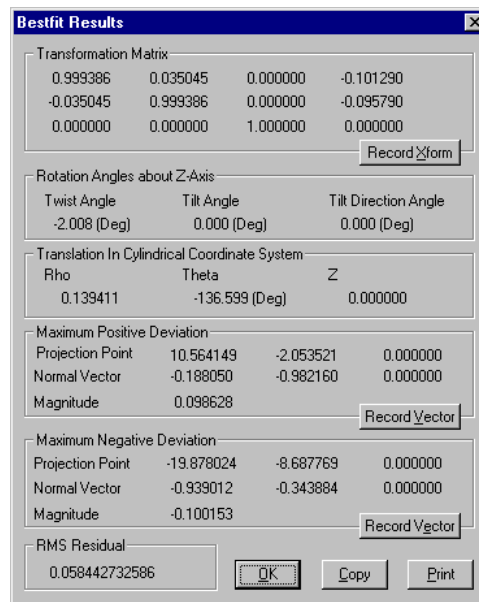 Bestfit Results
Transformation Matrix
0.999386 0.035045 0.000000 -0.101290
-0.035045 0.999386 0.000000 -0.095790
0.000000 0.000000 1.000000 0.000000
Record Xform
Rotation Angles about Z-Axis
Twist Angle Tilt Angle Tilt Direction Angle
-2.008 (Deg) 0.000 (Deg) 0.000 (Deg)
Translation In Cylindrical Coordinate System
Rho Theta Z
0.139411 -136.599 (Deg) 0.000000
Maximum Positive Deviation
Projection Point 10.564149 -2.053521 0.000000
Normal Vector -0.188050 -0.982160 0.000000
Magnitude 0.098628
Record Vector
Maximum Negative Deviation
Projection Point -19.878024 -8.687769 0.000000
Normal Vector -0.939012 -0.343884 0.000000
Magnitude -0.100153
Record Vector
RMS Residual
0.058442732586
OK Copy Print